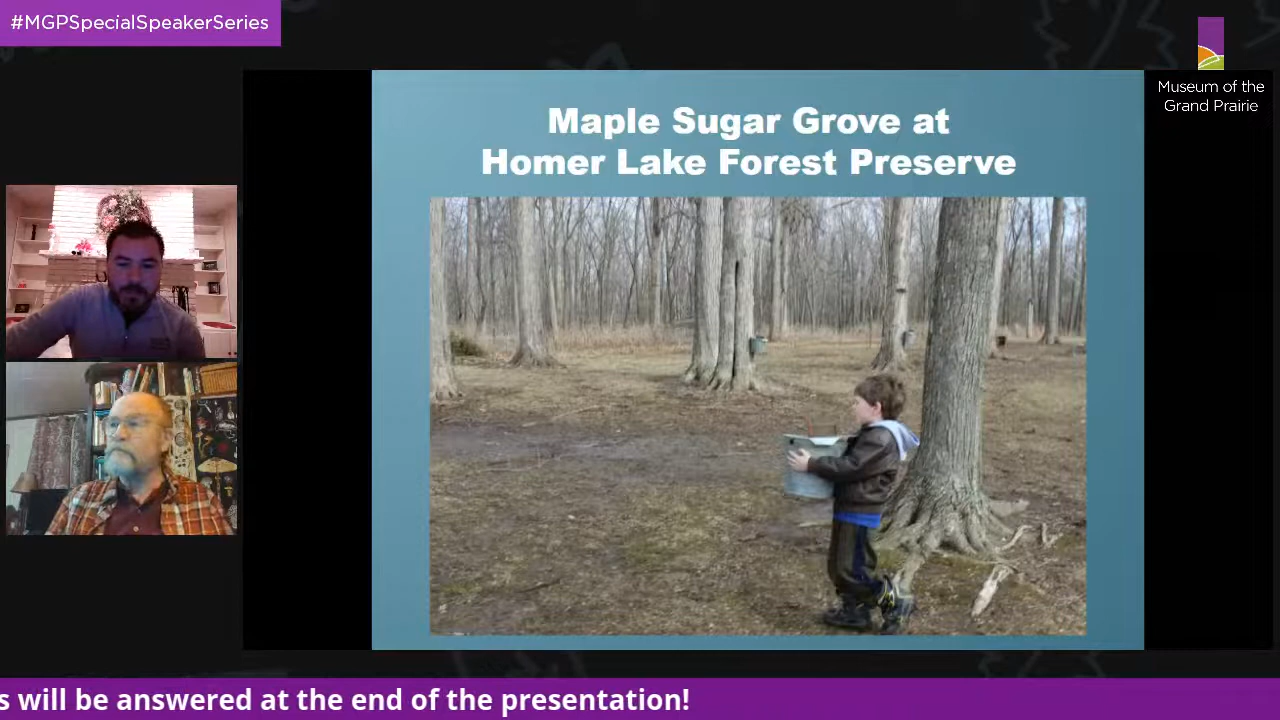 #MGPSpecialSpeakerSeries
Museum of the
Grand Prairie
Maple Sugar Grove at
Homer Lake Forest Preserve
s will be answered at the end of the presentation!